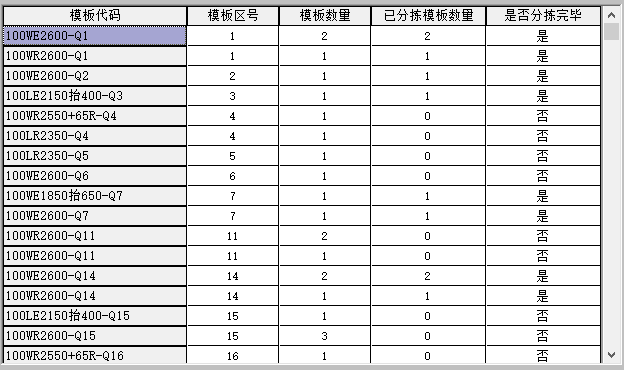 模板代码 模板区号 模板数量 已分拣模板数量 是否分拣完毕
100WE2600-Q1 1 2 2 是
100WR2600-Q1 1 1 1 是
100WE2600-Q2 2 1 1 是
100LE2150抬400-Q3 3 1 1 是
100WR2550+65R-Q4 4 1 0 否
100LR2350-Q4 4 1 0 否
100LR2350-Q5 5 1 0 否
100WE2600-Q6 6 1 0 否
100WE1850抬650-Q7 7 1 1 是
100WE2600-Q7 7 1 1 是
100WR2600-Q11 11 2 0 否
100WE2600-Q11 11 1 0 否
100WE2600-Q14 14 2 2 是
100WR2600-Q14 14 1 1 是
100LE2150抬400-Q15 15 1 0 否
100WR2600-Q15 15 3 0 否
100WR2550+65R-Q16 16 1 0 否